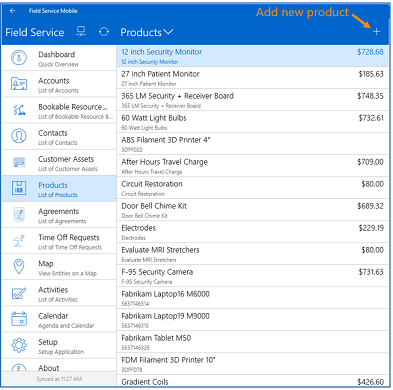 Field Service Mobile
Add new product
Field Service
Products
Dashboard
Quick Overview
Accounts
List of Accounts
Bookable Resource...
List of Bookable Resource B...
Contacts
List of Contacts
Customer Assets
List of Customer Assets
Products
List of Products
Agreements
List of Agreements
Time Off Requests
List of Time Off Requests
Map
View Entities on a Map
Activities
List of Activities
Calendar
Agenda and Calendar
Setup
Setup Application
About
Synced at 11:27 AM
12 inch Security Monitor $728.68
12 inch Security Monitor
27 inch Patient Monitor $185.63
27 inch Patient Monitor
365 LM Security + Receiver Board $748.35
365 LM Security + Receiver Board
60 Watt Light Bulbs $732.61
60 Watt Light Bulbs
ABS Filament 3D Printer 4"
3DPF022
After Hours Travel Charge $709.00
After Hours Travel Charge
Circuit Restoration $80.00
Circuit Restoration
Door Bell Chime Kit $689.32
Door Bell Chime Kit
Electrodes $229.19
Electrodes
Evaluate MRI Stretchers $80.00
Evaluate MRI Stretchers
F-95 Security Camera $731.63
F-95 Security Camera
Fabrikam Laptop16 M6000
5637146314
Fabrikam Laptop19 M9000
5637146315
Fabrikam Tablet M50
5637146326
FDM Filament 3D Printer 10"
3DPF078
Gradient Coils $426.60